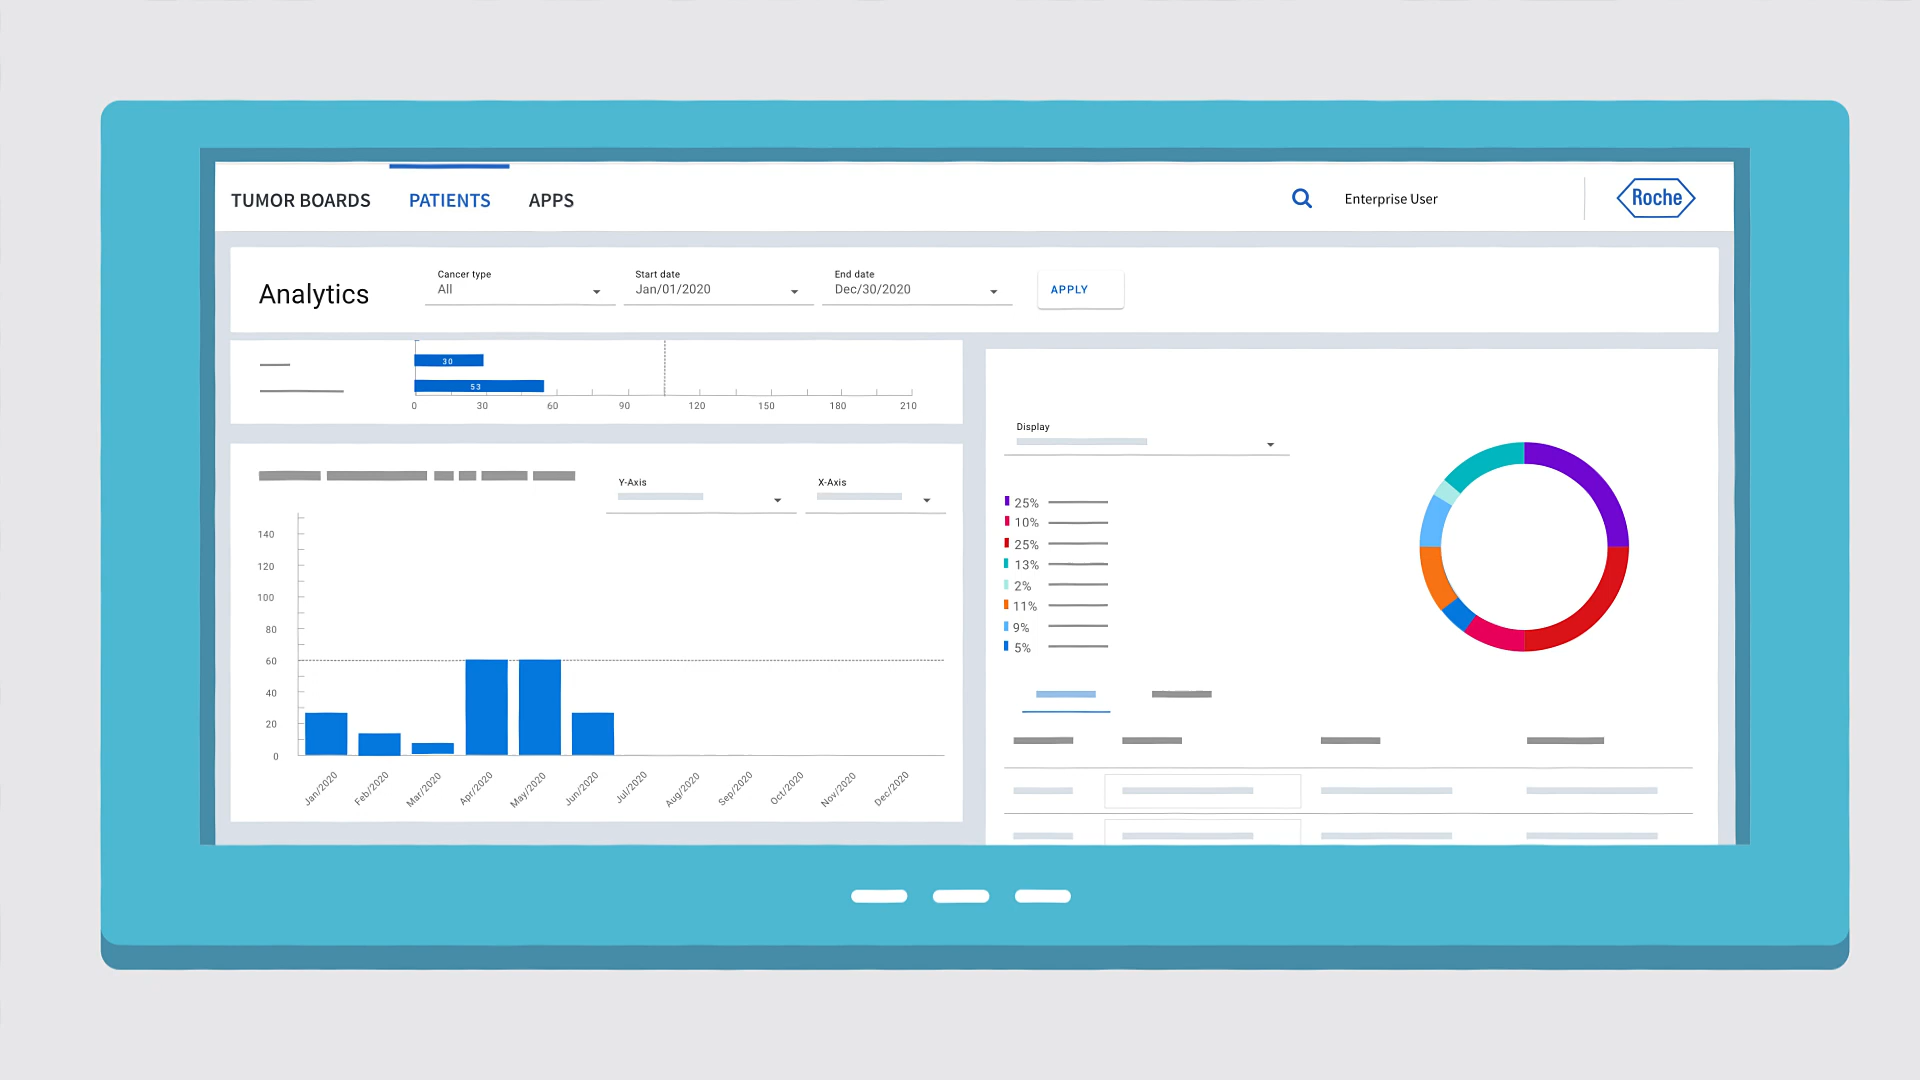 TUMOR BOARDS PATIENTS APPS Enterprise User Roche
Analytics
Cancer type
All
Start date
Jan/01/2020
End date
Dec/30/2020
APPLY
30
53
0 30 60 90 120 150 180 210
Y-Axis
X-Axis
140
120
100
80
60
40
20
0
Jan/2020 Feb/2020 Mar/2020 Apr/2020 May/2020 Jun/2020 Jul/2020 Aug/2020 Sep/2020 Oct/2020 Nov/2020 Dec/2020
Display
25%
10%
25%
13%
2%
11%
9%
5%